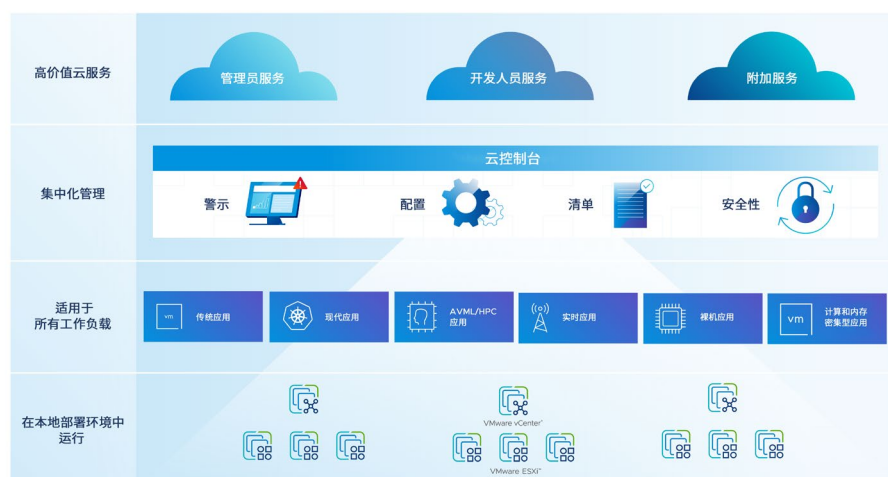 高价值云服务
管理员服务
开发人员服务
附加服务
集中化管理
云控制台
警示
配置
清单
安全性
适用于
所有工作负载
vm
传统应用
现代应用
AVML/HPC
应用
实时应用
裸机应用
vm
计算和内存
密集型应用
在本地部署环境中
运行
VMware vCenter®
VMware ESXi™